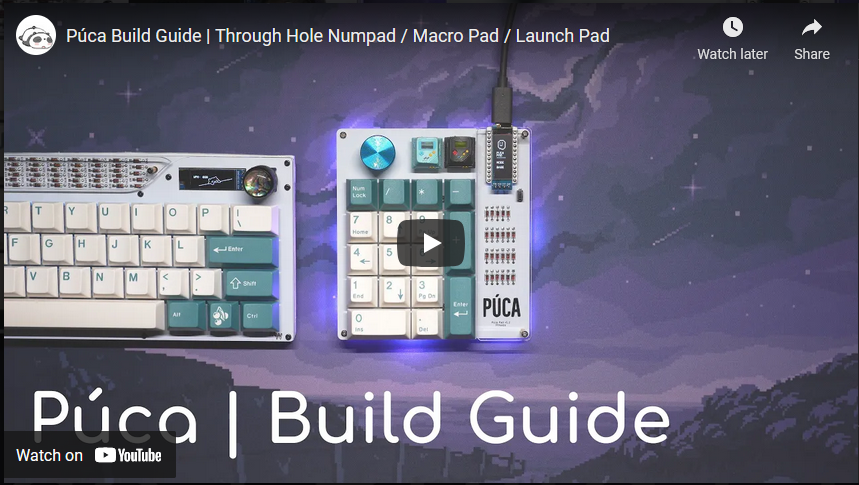 Púca Build Guide | Through Hole Numpad / Macro Pad / Launch Pad
Watch later
Share
Num Lock
/
*
−
7 Home
8
9
4 ←
5
1 End
2 ↓
3 Pg Dn
Enter
0 Ins
. Del
PÚCA
R T Y U I O P | \
F G H J K L Enter
V B N M < , > . Shift
Alt Ctrl
Púca | Build Guide
Watch on YouTube